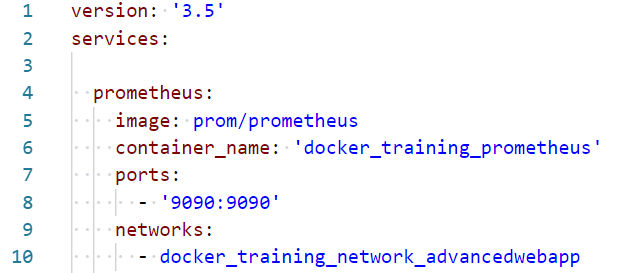 1 version: '3.5'
2 services:
3
4 prometheus:
5 image: prom/prometheus
6 container_name: 'docker_training_prometheus'
7 ports:
8 - '9090:9090'
9 networks:
10 - docker_training_network_advancedwebapp